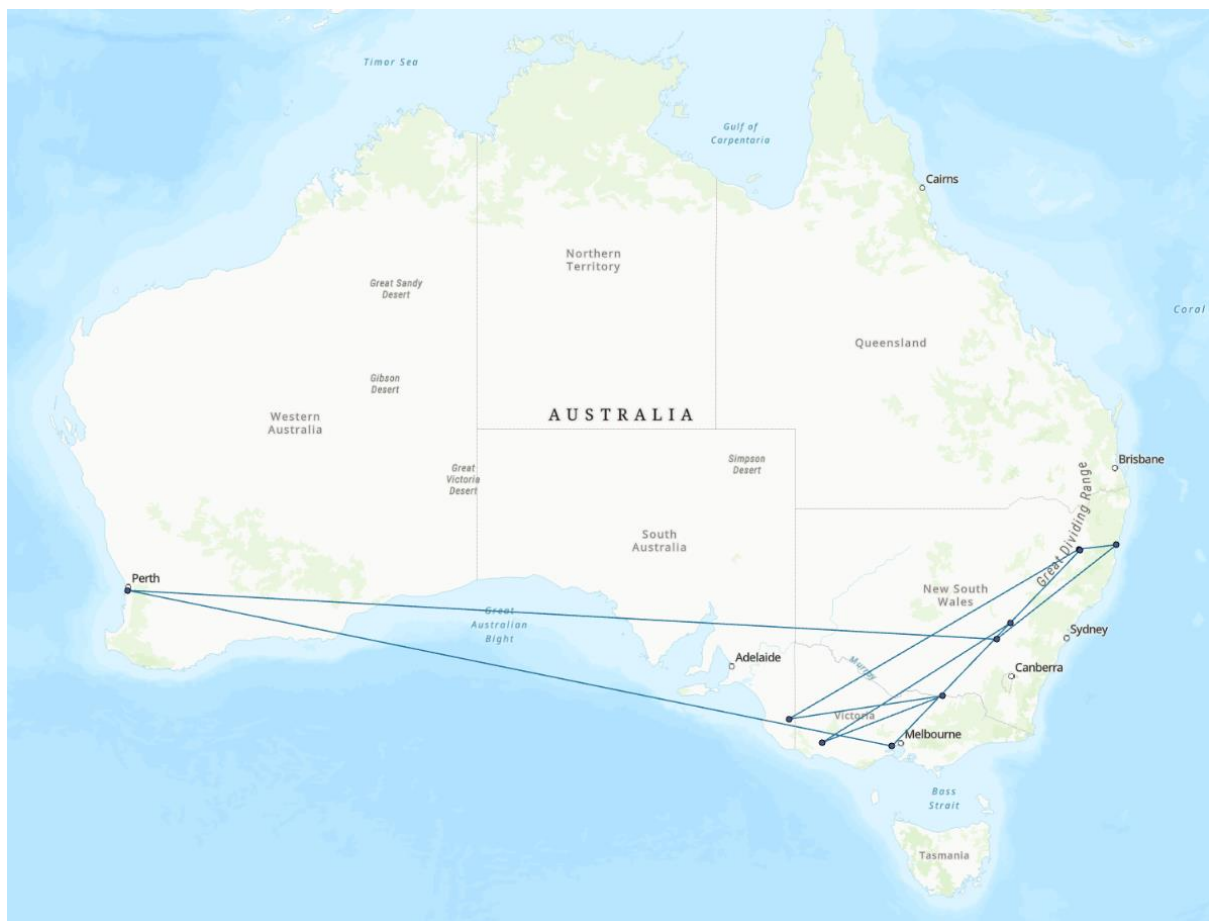 Timor Sea
Gulf of
Carpentaria
Cairns
Northern
Territory
Great Sandy
Desert
Coral
Queensland
Gibson
Desert
Western
Australia
AUSTRALIA
Great
Victoria
Desert
Simpson
Desert
Brisbane
Great Dividing Range
South
Australia
Perth
New South
Wales
Great
Australian
Bight
Sydney
Adelaide
Murray
Canberra
Victoria
Melbourne
Bass
Strait
Tasmania